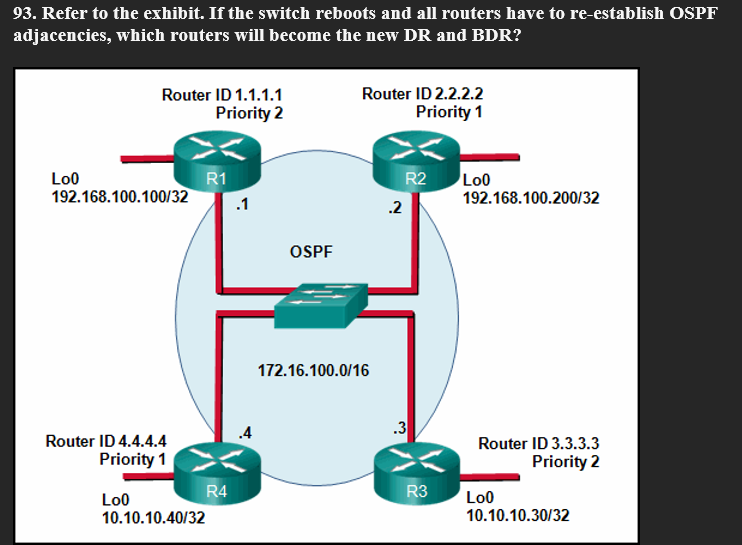 93. Refer to the exhibit. If the switch reboots and all routers have to re-establish OSPF
adjacencies, which routers will become the new DR and BDR?
Router ID 1.1.1.1
Priority 2
Router ID 2.2.2.2
Priority 1
R1
R2
Lo0
192.168.100.100/32
Lo0
192.168.100.200/32
.1
.2
OSPF
172.16.100.0/16
.4
.3
Router ID 4.4.4.4
Priority 1
Router ID 3.3.3.3
Priority 2
R4
R3
Lo0
10.10.10.40/32
Lo0
10.10.10.30/32